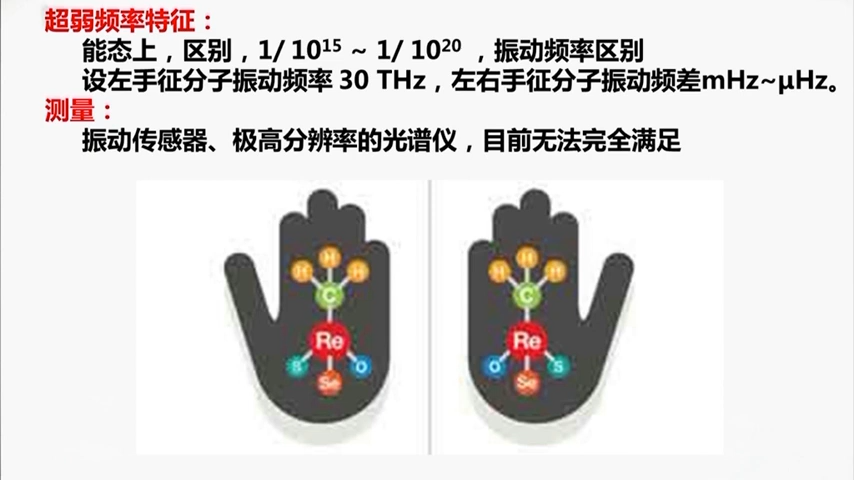 超弱频率特征：
能态上，区别，1/ 10¹⁵ ~ 1/ 10²⁰ ，振动频率区别
设左手征分子振动频率 30 THz，左右手征分子振动频差mHz~μHz。
测量：
振动传感器、极高分辨率的光谱仪，目前无法完全满足
H H H H H H
C C
Re Re
S O O S
Se Se